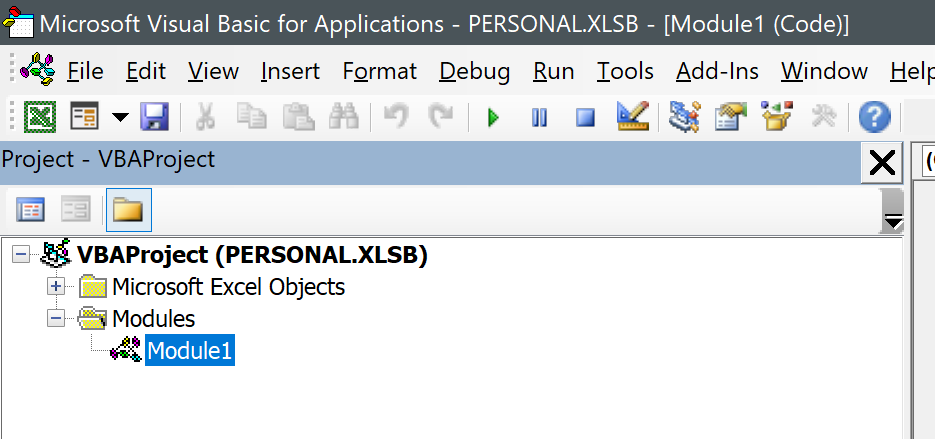 Microsoft Visual Basic for Applications - PERSONAL.XLSB - [Module1 (Code)]
File Edit View Insert Format Debug Run Tools Add-Ins Window Help
Project - VBAProject
VBAProject (PERSONAL.XLSB)
Microsoft Excel Objects
Modules
Module1